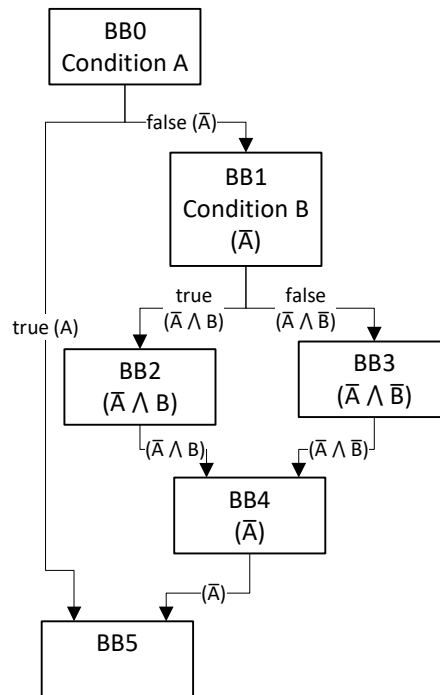 BB0
Condition A
false (A̅)
BB1
Condition B
(A̅)
true
(A̅ ⋀ B)
false
(A̅ ⋀ B̅)
true (A)
BB2
(A̅ ⋀ B)
BB3
(A̅ ⋀ B̅)
(A̅ ⋀ B)
(A̅ ⋀ B̅)
BB4
(A̅)
(A̅)
BB5